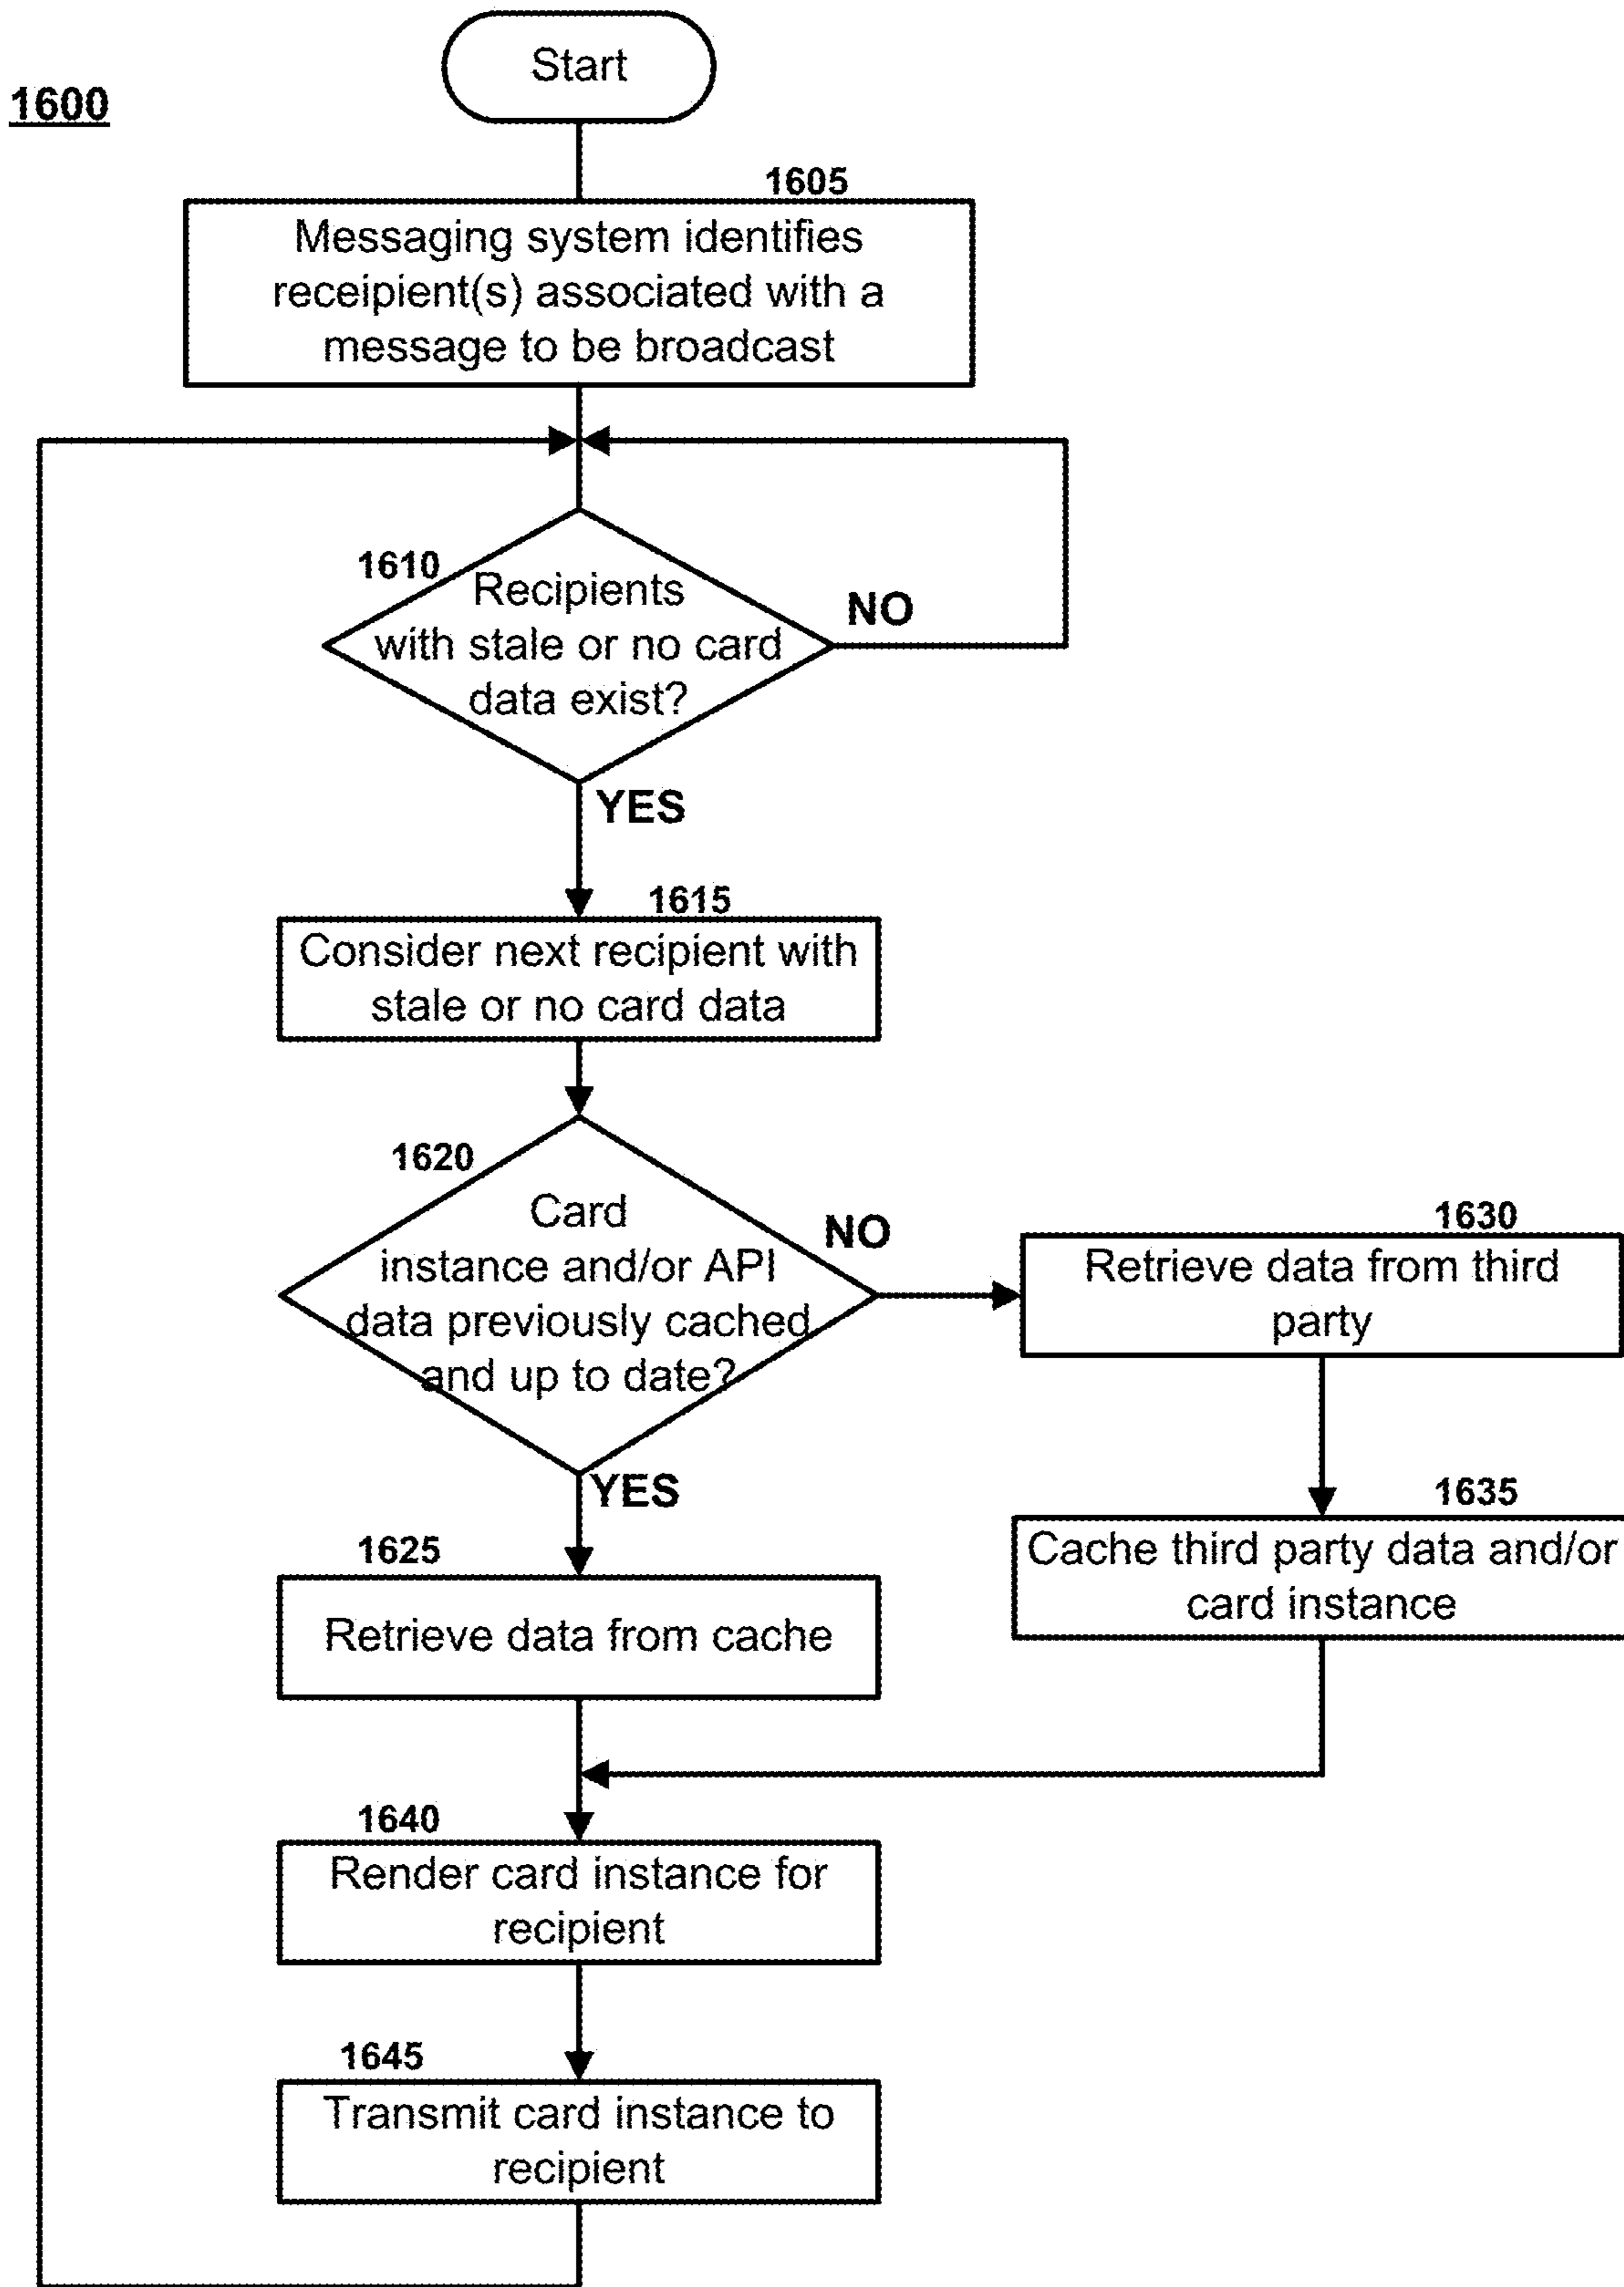 Start
1600
1605
Messaging system identifies
receipient(s) associated with a
message to be broadcast
1610
Recipients
with stale or no card
data exist?
NO
YES
1615
Consider next recipient with
stale or no card data
1620
Card
instance and/or API
data previously cached
and up to date?
NO
YES
1630
Retrieve data from third
party
1635
Cache third party data and/or
card instance
1625
Retrieve data from cache
1640
Render card instance for
recipient
1645
Transmit card instance to
recipient